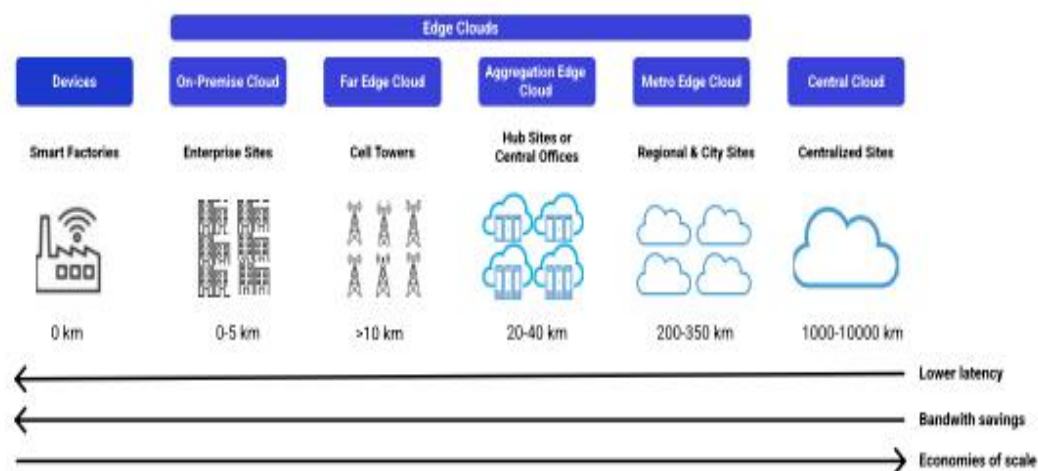 Edge Clouds
Devices
On-Premise Cloud
Far Edge Cloud
Aggregation Edge
Cloud
Metro Edge Cloud
Central Cloud
Smart Factories
Enterprise Sites
Cell Towers
Hub Sites or
Central Offices
Regional & City Sites
Centralized Sites
0 km
0-5 km
>10 km
20-40 km
200-350 km
1000-10000 km
Lower latency
Bandwith savings
Economies of scale